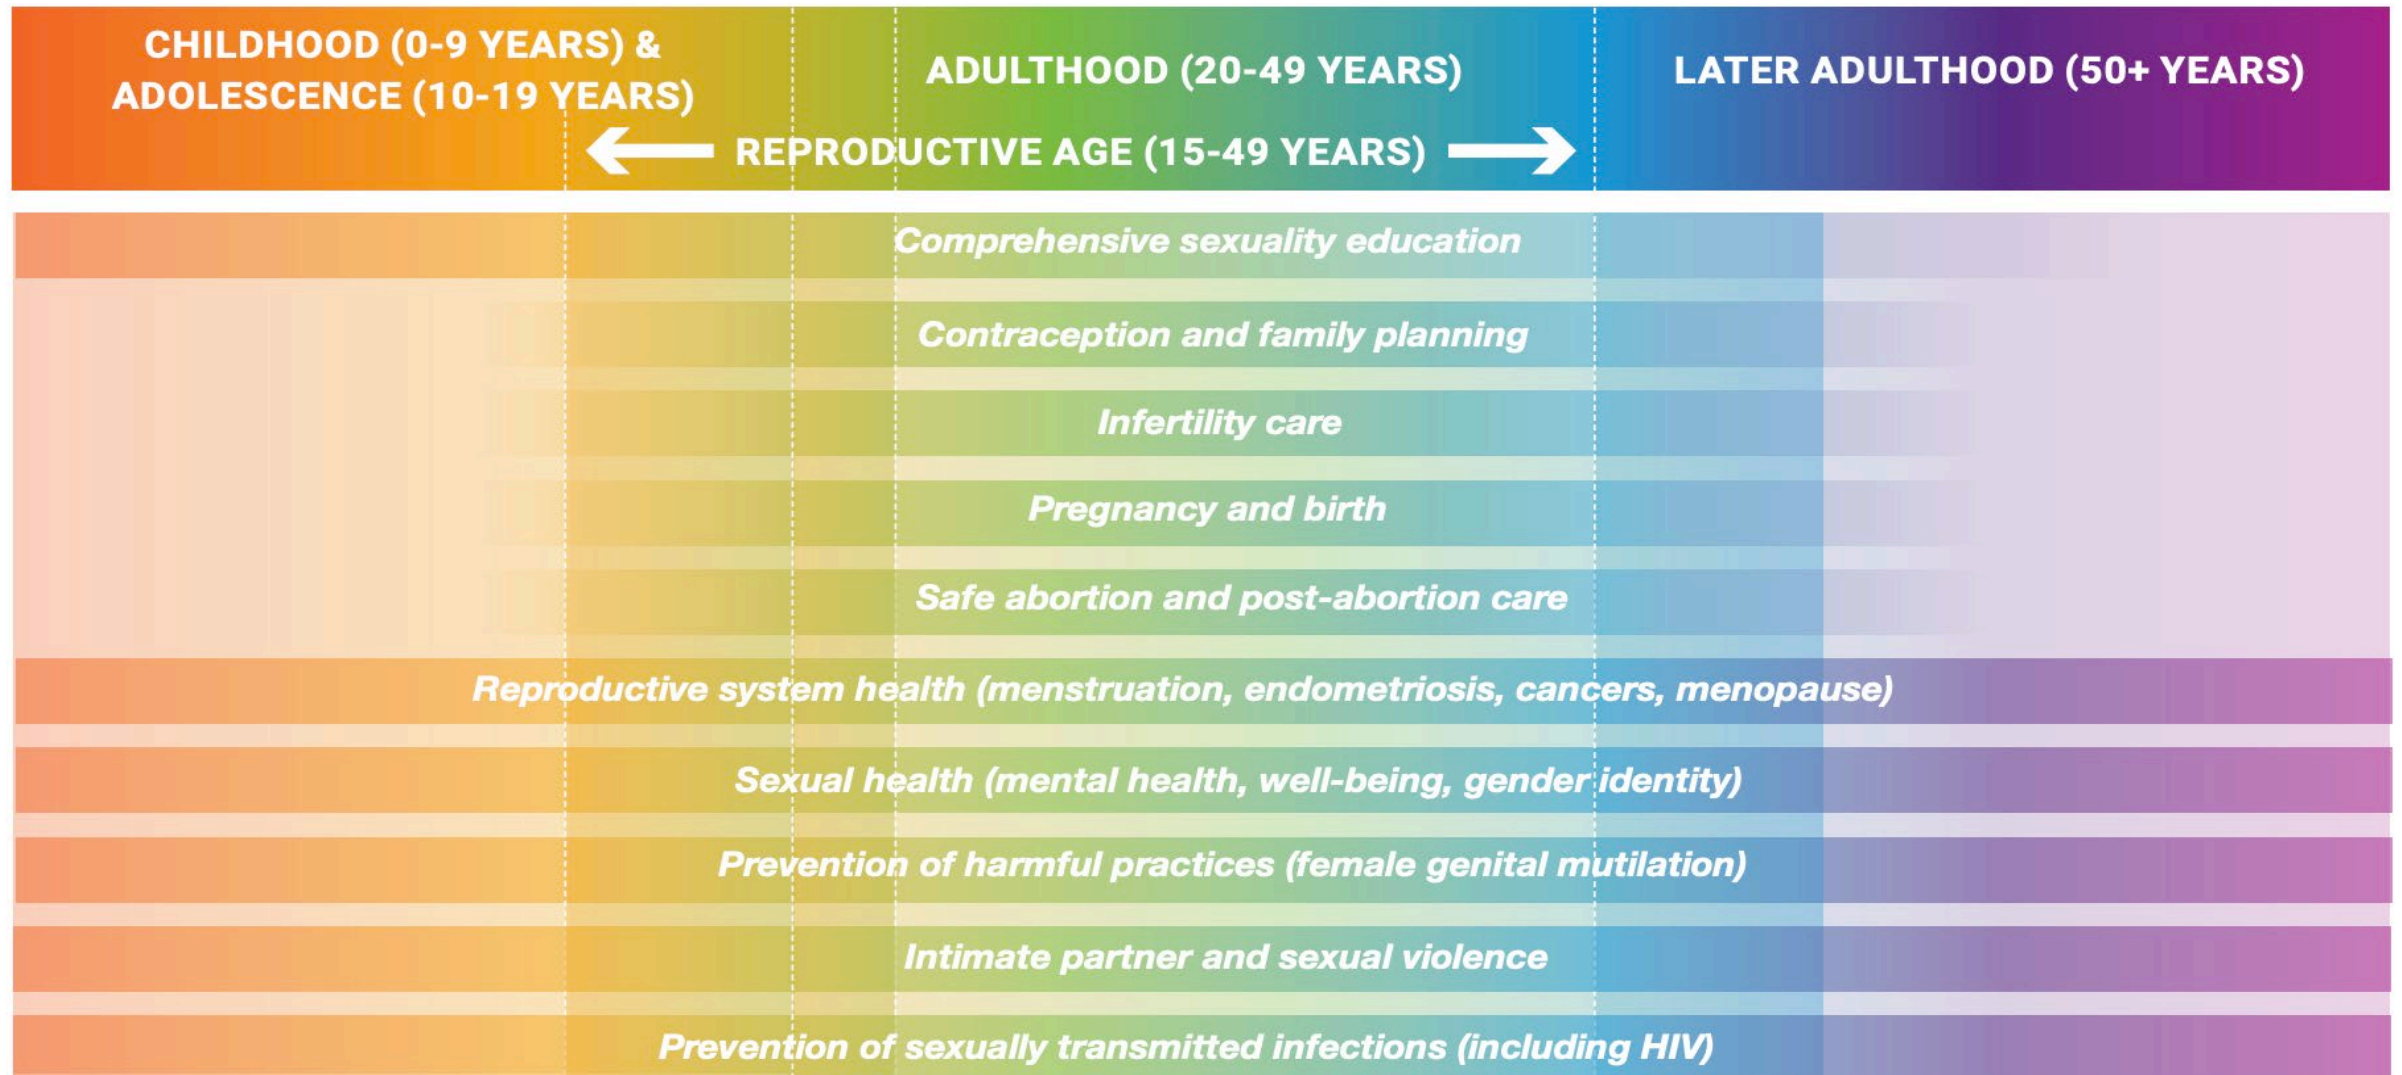 CHILDHOOD (0-9 YEARS) &
ADOLESCENCE (10-19 YEARS)
ADULTHOOD (20-49 YEARS)
LATER ADULTHOOD (50+ YEARS)
REPRODUCTIVE AGE (15-49 YEARS)
Comprehensive sexuality education
Contraception and family planning
Infertility care
Pregnancy and birth
Safe abortion and post-abortion care
Reproductive system health (menstruation, endometriosis, cancers, menopause)
Sexual health (mental health, well-being, gender identity)
Prevention of harmful practices (female genital mutilation)
Intimate partner and sexual violence
Prevention of sexually transmitted infections (including HIV)